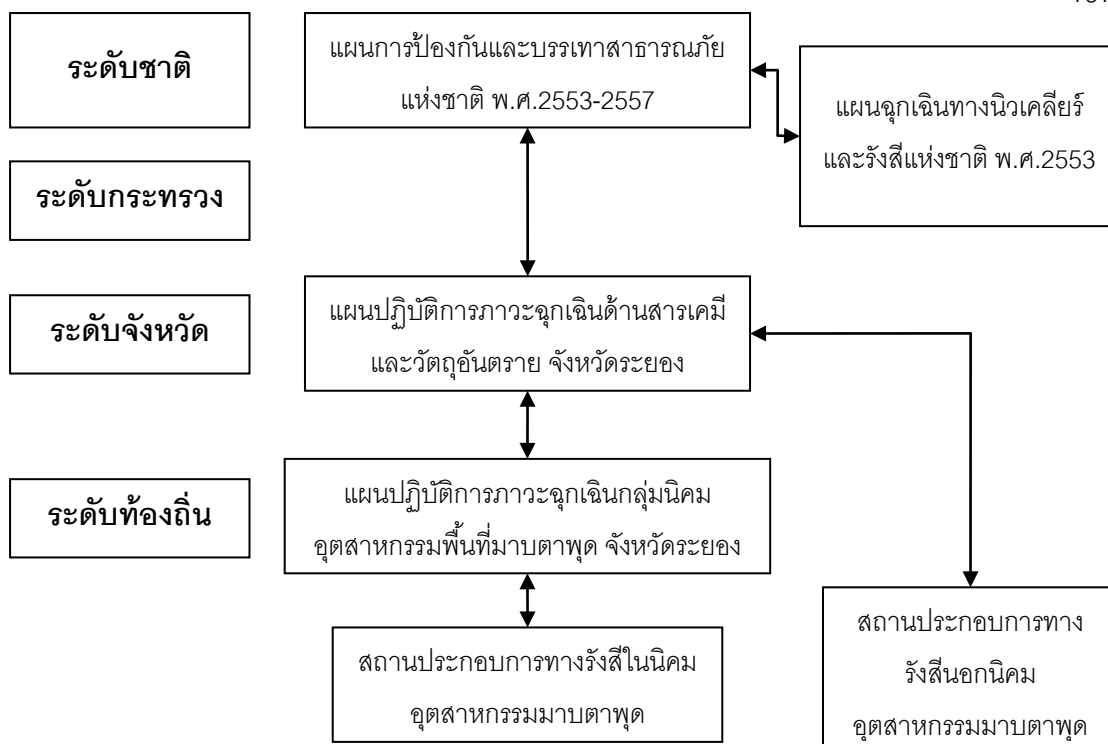 ระดับชาติ
แผนการป้องกันและบรรเทาสาธารณภัย
แห่งชาติ พ.ศ.2553-2557
แผนฉุกเฉินทางนิวเคลียร์
และรังสีแห่งชาติ พ.ศ.2553
ระดับกระทรวง
ระดับจังหวัด
แผนปฏิบัติการภาวะฉุกเฉินด้านสารเคมี
และวัตถุอันตราย จังหวัดระยอง
ระดับท้องถิ่น
แผนปฏิบัติการภาวะฉุกเฉินกลุ่มนิคม
อุตสาหกรรมพื้นที่มาบตาพุด จังหวัดระยอง
สถานประกอบการทางรังสีในนิคม
อุตสาหกรรมมาบตาพุด
สถานประกอบการทาง
รังสีนอกนิคม
อุตสาหกรรมมาบตาพุด